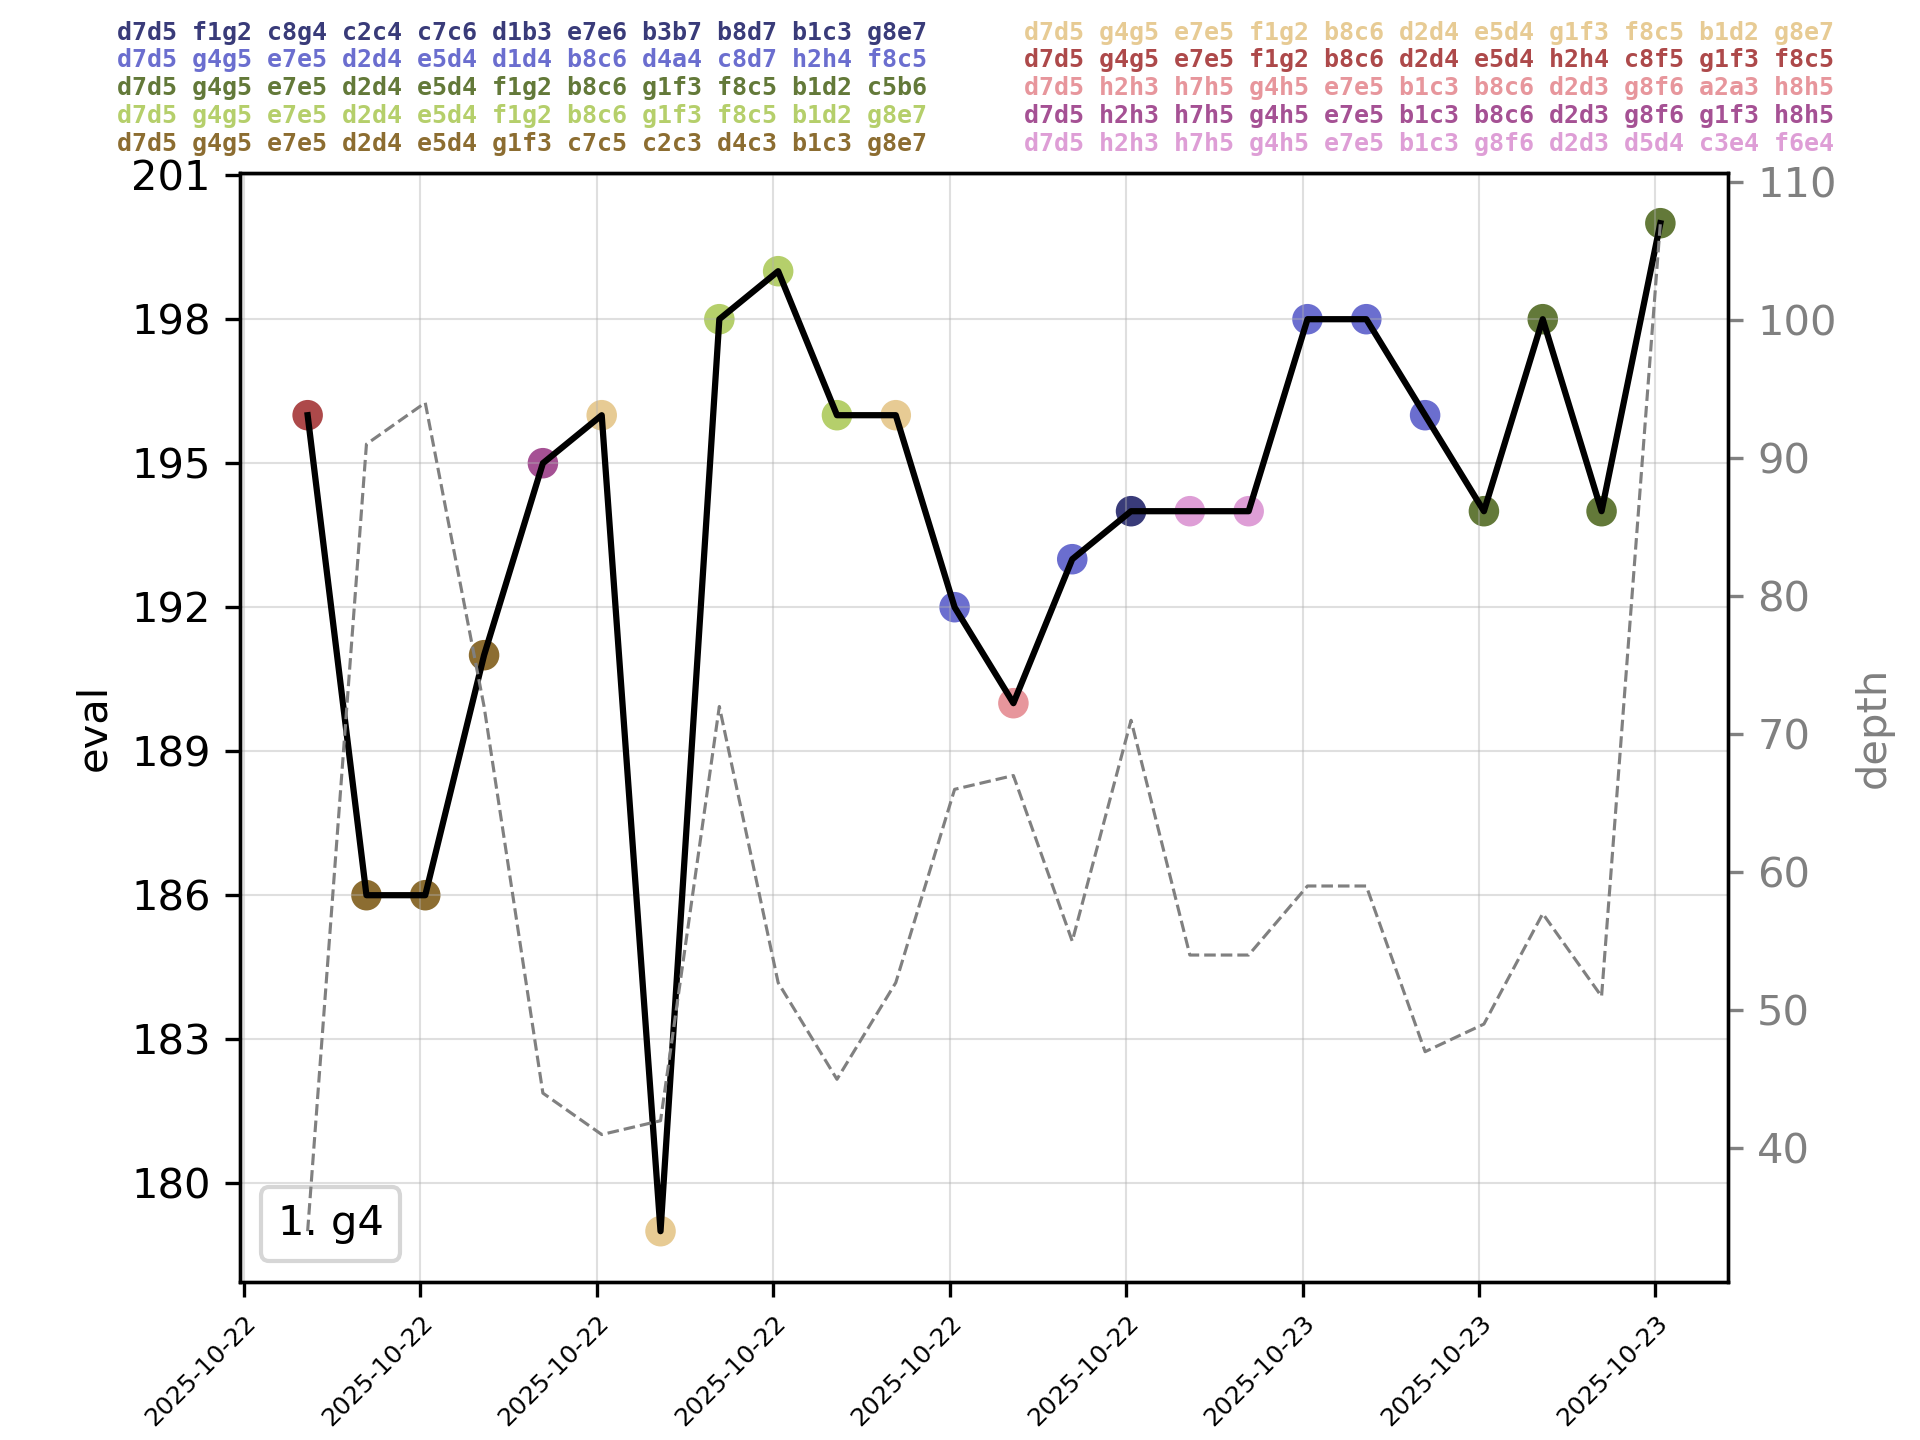 d7d5 f1g2 c8g4 c2c4 c7c6 d1b3 e7e6 b3b7 b8d7 b1c3 g8e7
d7d5 g4g5 e7e5 d2d4 e5d4 d1d4 b8c6 d4a4 c8d7 h2h4 f8c5
d7d5 g4g5 e7e5 d2d4 e5d4 f1g2 b8c6 g1f3 f8c5 b1d2 c5b6
d7d5 g4g5 e7e5 d2d4 e5d4 f1g2 b8c6 g1f3 f8c5 b1d2 g8e7
d7d5 g4g5 e7e5 d2d4 e5d4 g1f3 c7c5 c2c3 d4c3 b1c3 g8e7
d7d5 g4g5 e7e5 f1g2 b8c6 d2d4 e5d4 g1f3 f8c5 b1d2 g8e7
d7d5 g4g5 e7e5 f1g2 b8c6 d2d4 e5d4 h2h4 c8f5 g1f3 f8c5
d7d5 h2h3 h7h5 g4h5 e7e5 b1c3 b8c6 d2d3 g8f6 a2a3 h8h5
d7d5 h2h3 h7h5 g4h5 e7e5 b1c3 b8c6 d2d3 g8f6 g1f3 h8h5
d7d5 h2h3 h7h5 g4h5 e7e5 b1c3 g8f6 d2d3 d5d4 c3e4 f6e4
201
198
195
192
189
186
183
180
eval
110
100
90
80
70
60
50
40
depth
1. g4
2025-10-22
2025-10-22
2025-10-22
2025-10-22
2025-10-22
2025-10-22
2025-10-23
2025-10-23
2025-10-23